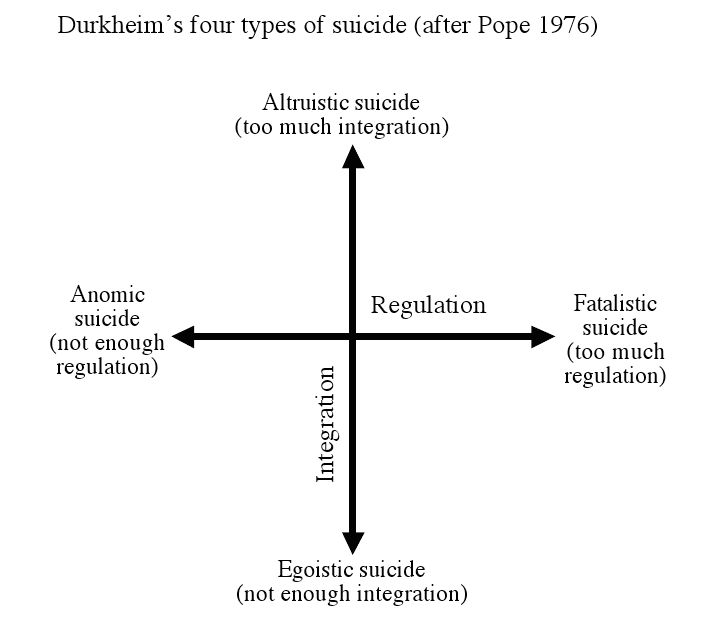 Durkheim’s four types of suicide (after Pope 1976)
Altruistic suicide
(too much integration)
Anomic
suicide
(not enough
regulation)
Regulation
Fatalistic
suicide
(too much
regulation)
Integration
Egoistic suicide
(not enough integration)